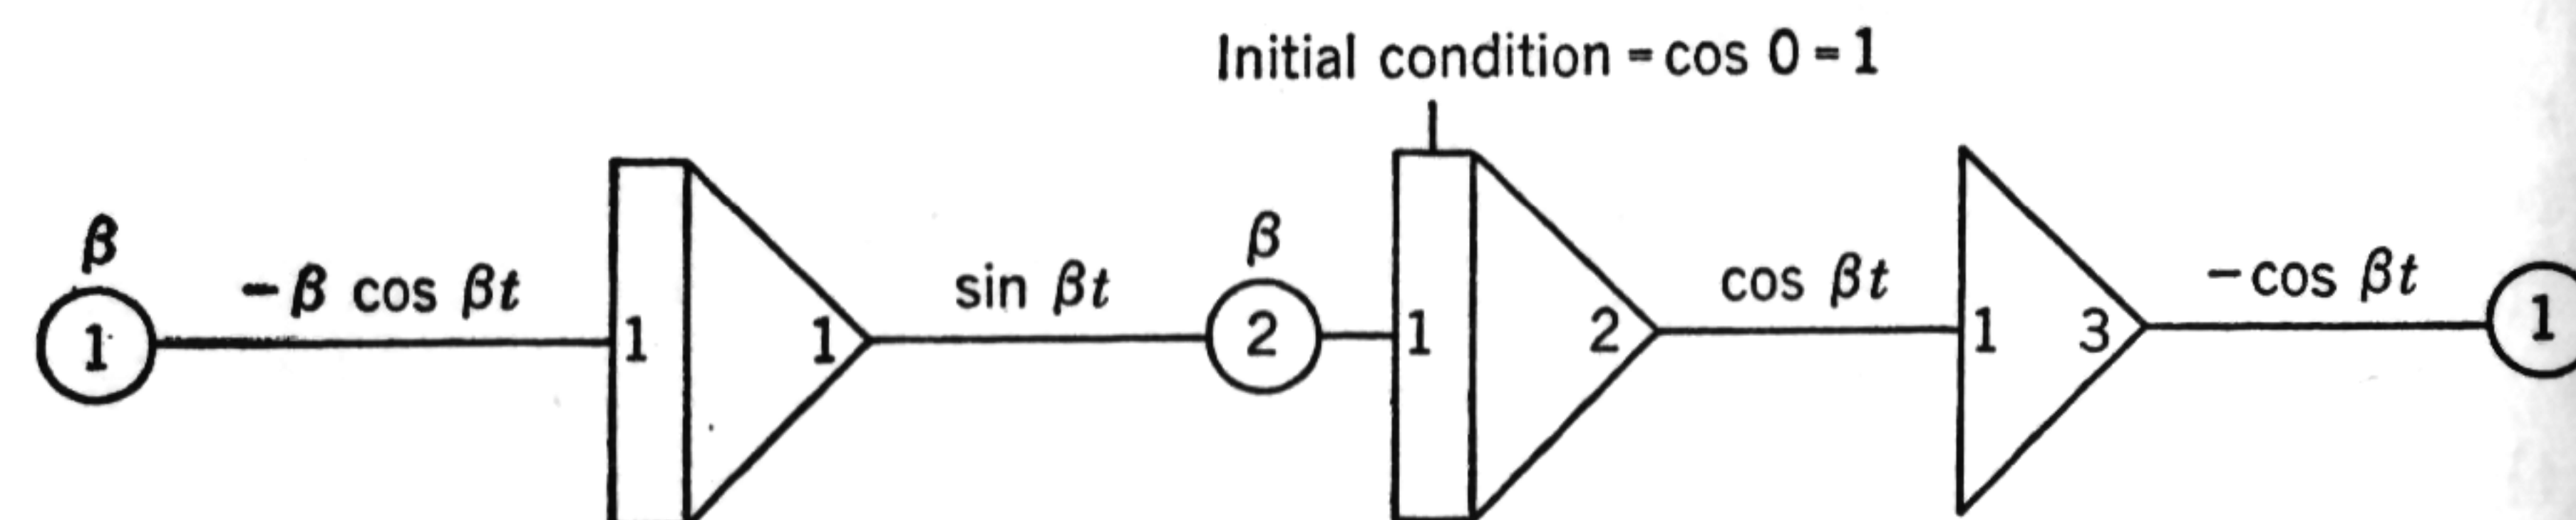 Initial condition = cos 0 = 1
β
β
−β cos βt
sin βt
cos βt
−cos βt
1
1
1
2
1
2
1
3
1